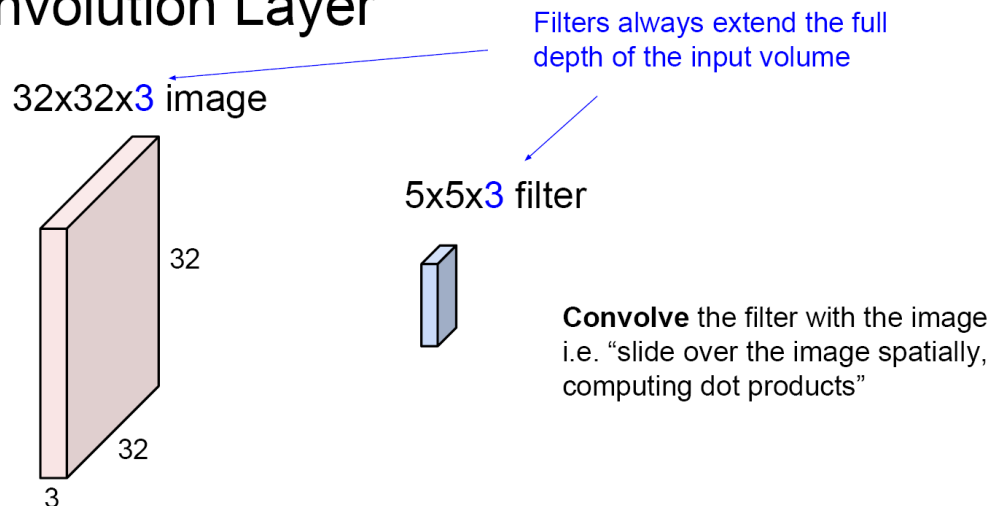 nvolution Layer
Filters always extend the full
depth of the input volume
32x32x3 image
5x5x3 filter
32
Convolve the filter with the image
i.e. “slide over the image spatially,
computing dot products”
32
3